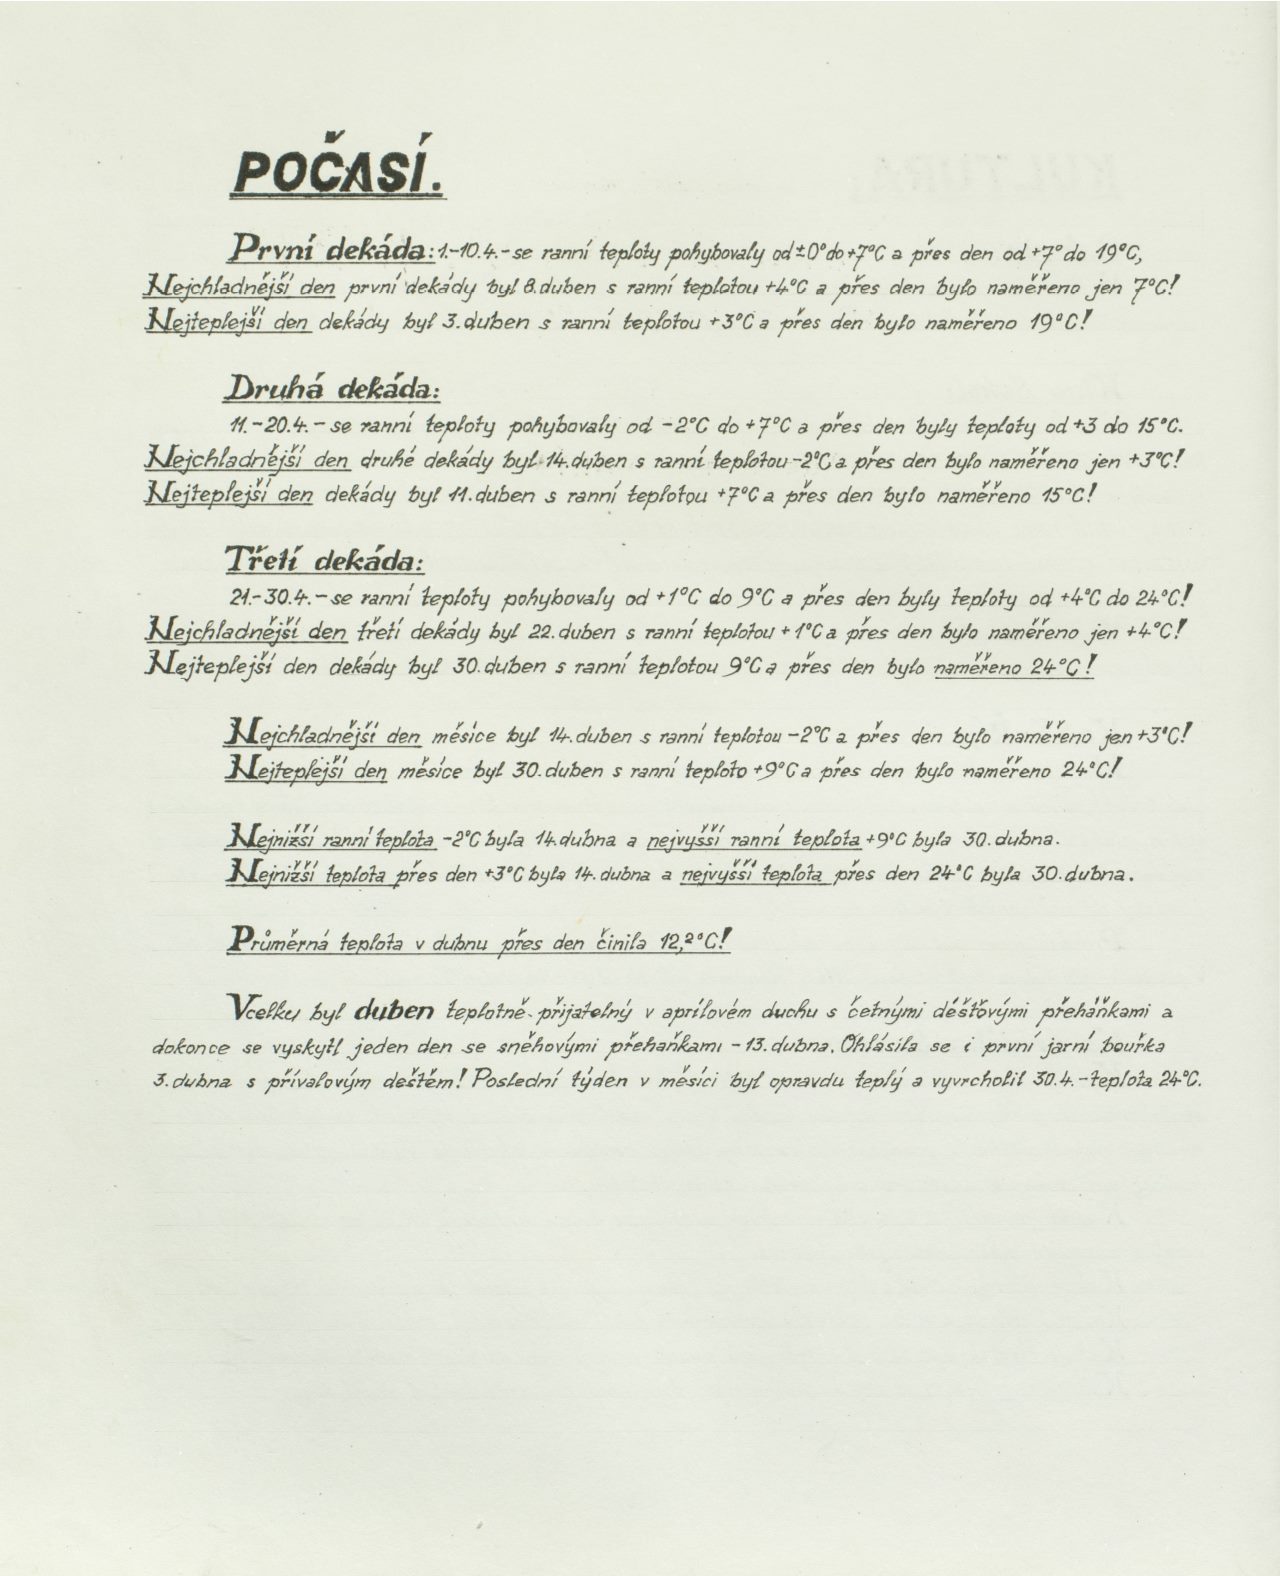 POČASÍ.
První dekáda: 1.-10.4. - se ranní teploty pohybovaly od ±0° do +7°C a přes den od +7° do 19°C,
Nejchladnější den první dekády byl 8.duben s ranní teplotou +4°C a přes den bylo naměřeno jen 7°C!
Nejteplejší den dekády byl 3.duben s ranní teplotou +3°C a přes den bylo naměřeno 19°C!
Druhá dekáda:
11.-20.4. - se ranní teploty pohybovaly od -2°C do +7°C a přes den byly teploty od +3 do 15°C.
Nejchladnější den druhé dekády byl 14.duben s ranní teplotou -2°C a přes den bylo naměřeno jen +3°C!
Nejteplejší den dekády byl 11.duben s ranní teplotou +7°C a přes den bylo naměřeno 15°C!
Třetí dekáda:
21.-30.4. - se ranní teploty pohybovaly od +1°C do 9°C a přes den byly teploty od +4°C do 24°C!
Nejchladnější den třetí dekády byl 22.duben s ranní teplotou +1°C a přes den bylo naměřeno jen +4°C!
Nejteplejší den dekády byl 30.duben s ranní teplotou 9°C a přes den bylo naměřeno 24°C!
Nejchladnější den měsíce byl 14.duben s ranní teplotou -2°C a přes den bylo naměřeno jen +3°C!
Nejteplejší den měsíce byl 30.duben s ranní teploto +9°C a přes den bylo naměřeno 24°C!
Nejnižší ranní teplota -2°C byla 14.dubna a nejvyšší ranní teplota +9°C byla 30.dubna.
Nejnižší teplota přes den +3°C byla 14.dubna a nejvyšší teplota přes den 24°C byla 30.dubna.
Průměrná teplota v dubnu přes den činila 12,2°C!
Vcelku byl duben teplotně přijatelný v aprílovém duchu s četnými déšťovými přeháňkami a
dokonce se vyskytl jeden den se sněhovými přeháňkami - 13.dubna. Ohlásila se i první jarní bouřka
3.dubna s přívalovým deštěm! Poslední týden v měsíci byl opravdu teplý a vyvrcholil 30.4. - teplota 24°C.